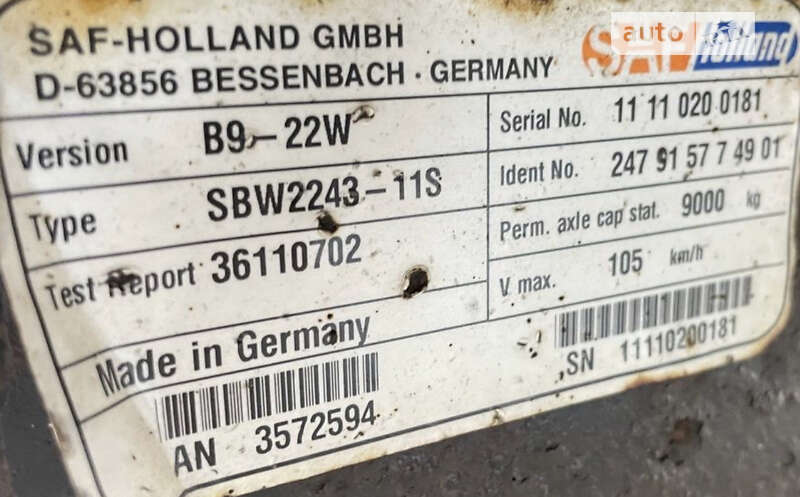 SAF-HOLLAND GMBH
D-63856 BESSENBACH · GERMANY
SAF Holland
auto
Version B9-22W
Serial No. 11 11 020 0181
Type SBW2243-11S
Ident No. 247 91 57 7 49 01
Test Report 36110702
Perm. axle cap stat. 9000 kg
V max. 105 km/h
Made in Germany
AN 3572594
SN 11110200181